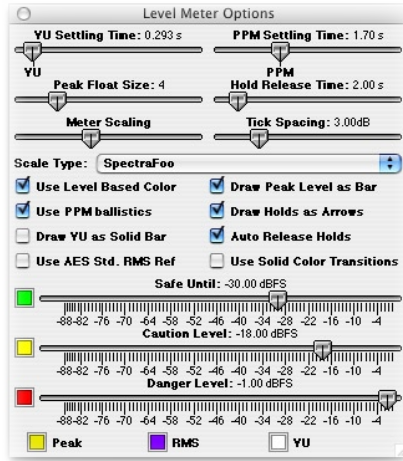 Level Meter Options
YU Settling Time: 0.293 s PPM Settling Time: 1.70 s
YU PPM
Peak Float Size: 4 Hold Release Time: 2.00 s
Meter Scaling Tick Spacing: 3.00dB
Scale Type: SpectraFoo
Use Level Based Color Draw Peak Level as Bar
Use PPM ballistics Draw Holds as Arrows
Draw YU as Solid Bar Auto Release Holds
Use AES Std. RMS Ref Use Solid Color Transitions
Safe Until: -30.00 dBFS
-88-82 -76 -70 -64 -58 -52 -46 -40 -34 -28 -22 -16 -10 -4
Caution Level: -18.00 dBFS
-88-82 -76 -70 -64 -58 -52 -46 -40 -34 -28 -22 -16 -10 -4
Danger Level: -1.00 dBFS
-88-82 -76 -70 -64 -58 -52 -46 -40 -34 -28 -22 -16 -10 -4
Peak RMS YU